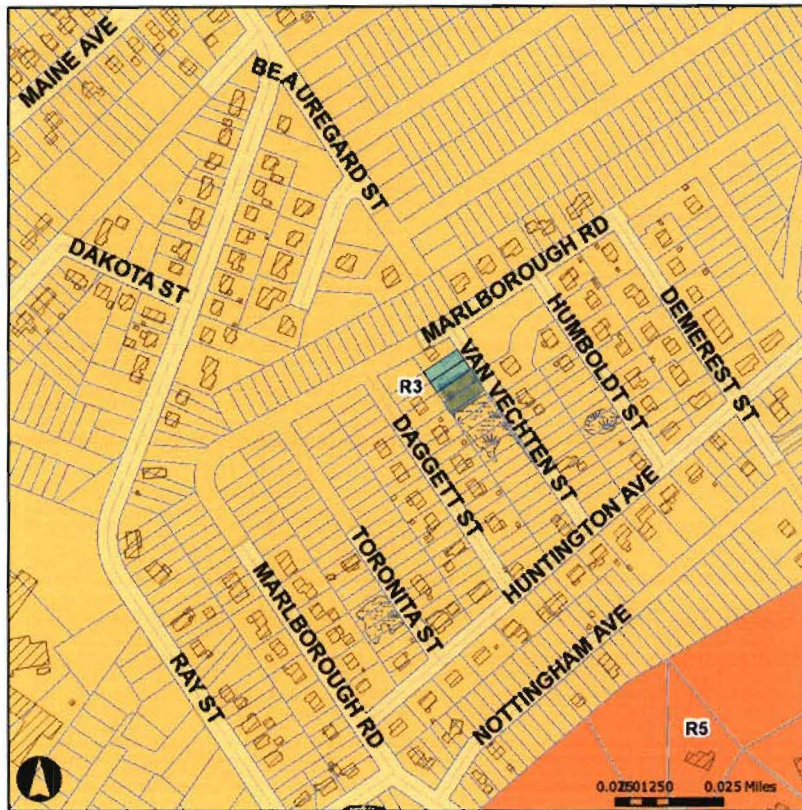 MAINE AVE
BEAUREGARD ST
DAKOTA ST
MARLBOROUGH RD
DEMEREST ST
HUMBOLDT ST
VAN VECHTEN ST
R3
DAGGETT ST
HUNTINGTON AVE
TORONITA ST
MARLBOROUGH RD
NOTTINGHAM AVE
RAY ST
R5
0.025 Miles